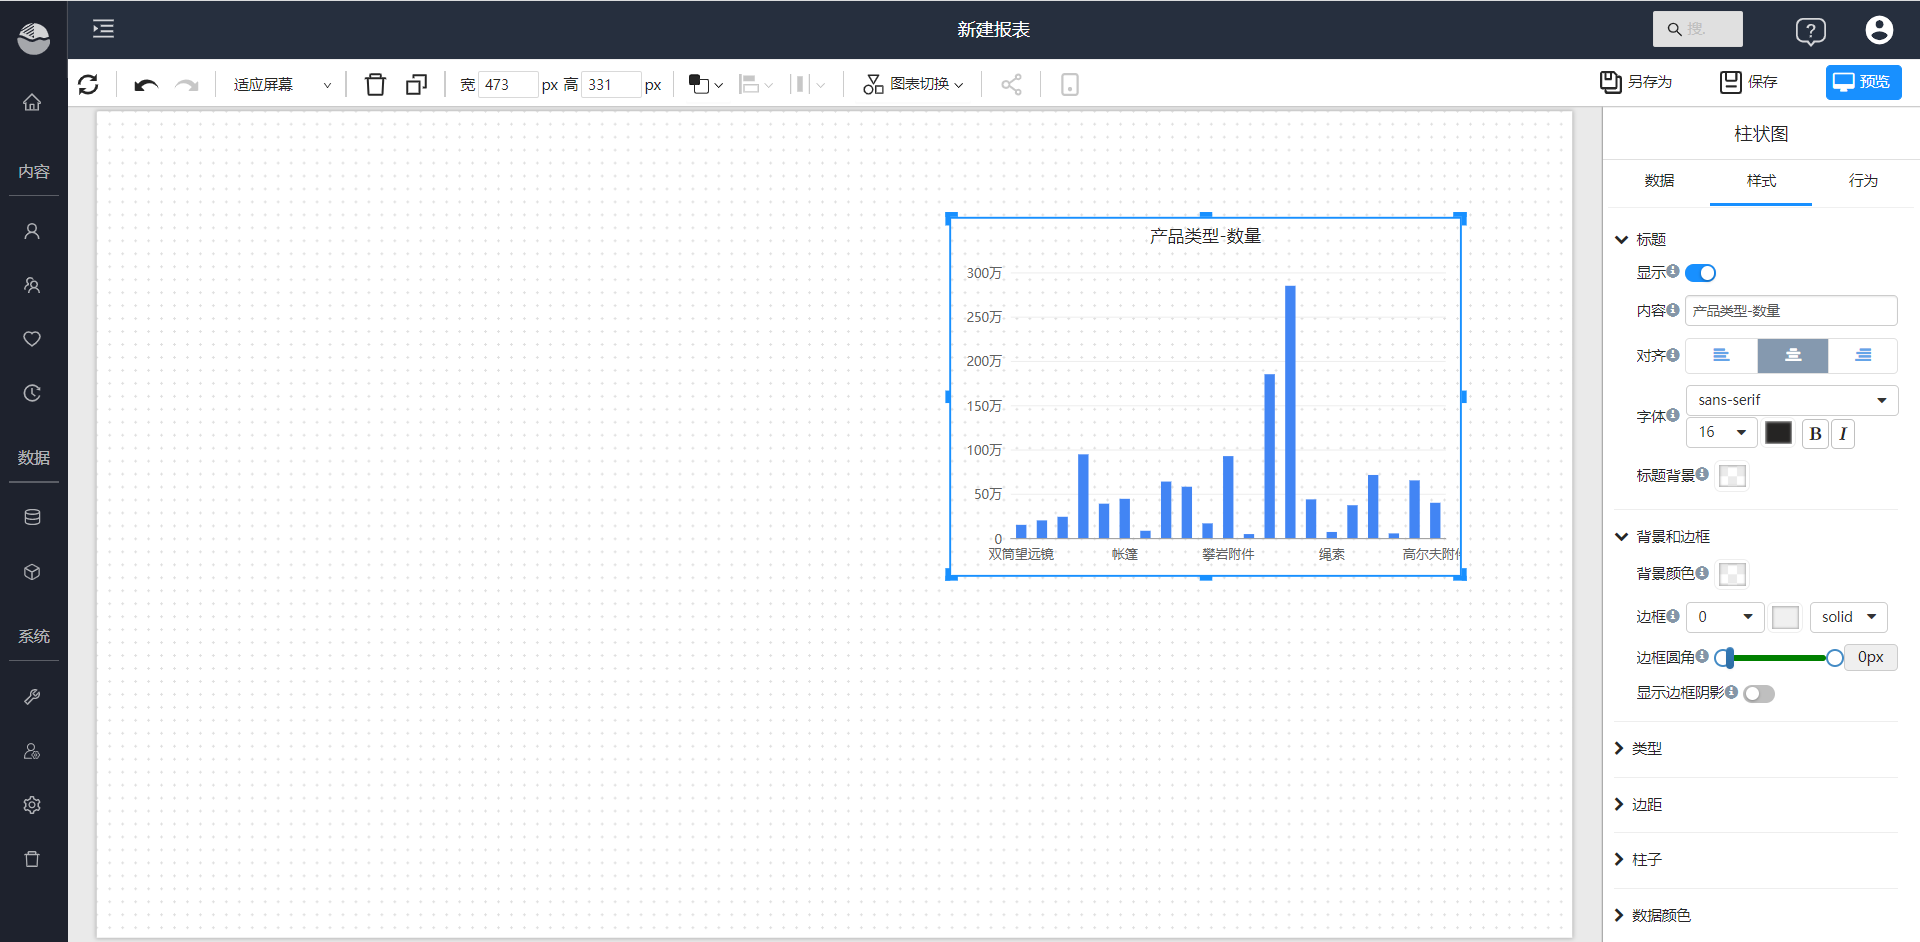 新建报表
搜.
适应屏幕
宽 473 px 高 331 px
图表切换
另存为
保存
预览
内容
数据
系统
产品类型-数量
300万
250万
200万
150万
100万
50万
0
双筒望远镜 帐篷 攀岩附件 绳索 高尔夫附件
柱状图
数据 样式 行为
标题
显示
内容 产品类型-数量
对齐
字体 sans-serif
16 B I
标题背景
背景和边框
背景颜色
边框 0 solid
边框圆角 0px
显示边框阴影
类型
边距
柱子
数据颜色